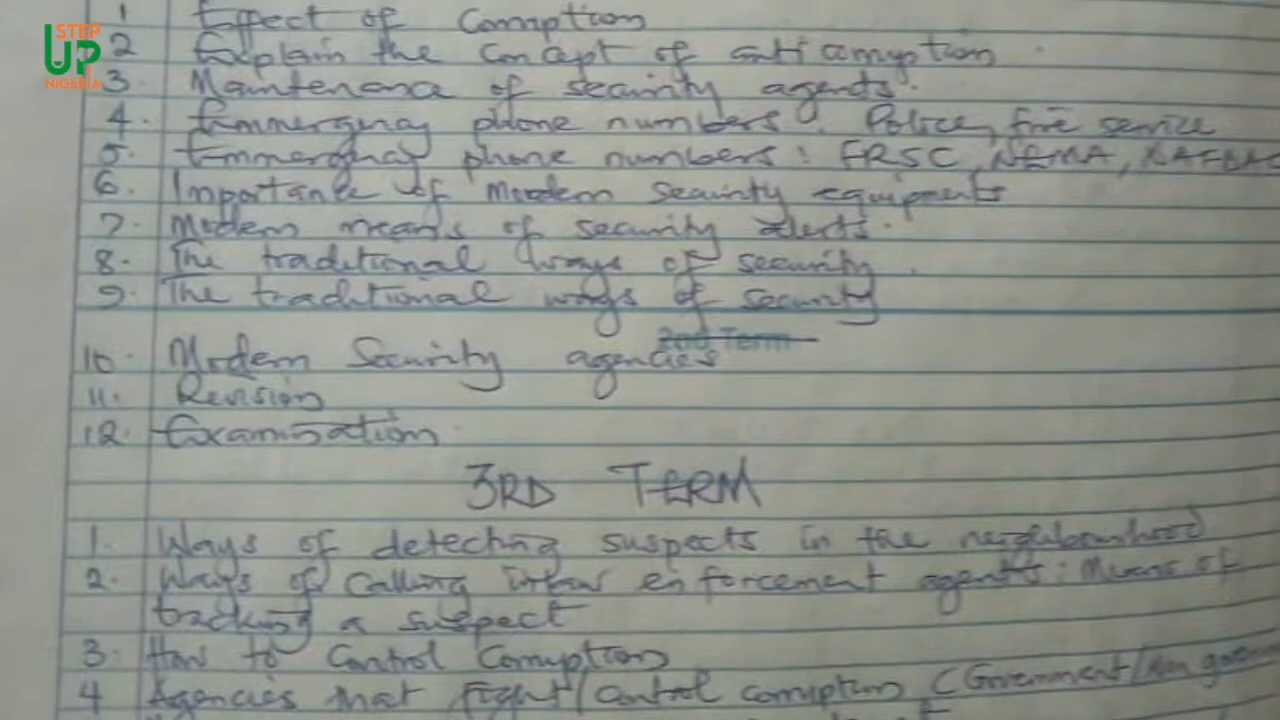 STEP
UP
NIGERIA
1 Effect of Corruption
2 Explain the Concept of anti corruption
3. Maintenance of security agents.
4. Emmergency phone numbers: Police, fire service
5. Emmergency phone numbers: FRSC, NEMA,
6. Importance of Modern Security equipments
7. Modern means of security alerts.
8. The traditional ways of security.
9. The traditional ways of security
2nd Term
10. Modern Security agencies
11. Revision
12. Examination
3RD TERM
1. Ways of detecting suspects in the neighbourhood
2. Ways of Calling enforcement agents: Means of
tracking a suspect
3. How to Control Corruption
4 Agencies that fight/control corruption (Government/